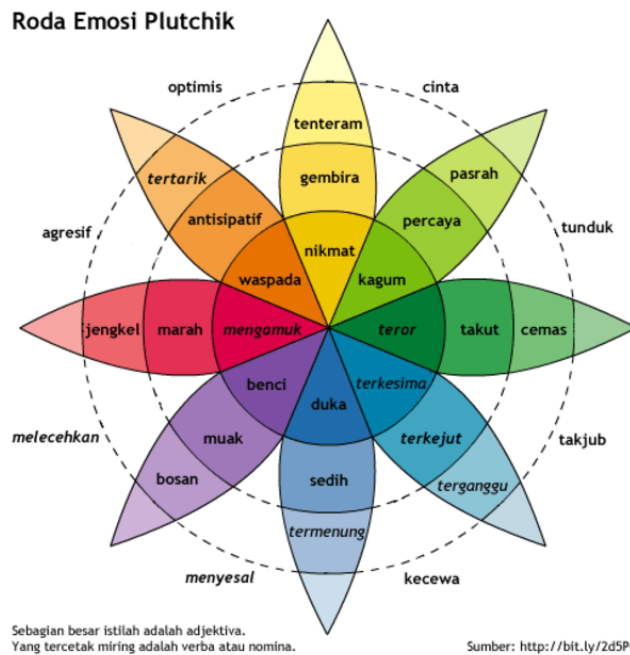 Roda Emosi Plutchik
optimis
cinta
tenteram
tertarik
pasrah
gembira
antisipatif
percaya
agresif
tunduk
nikmat
waspada
kagum
jengkel
marah
mengamuk
teror
takut
cemas
benci
terkesima
duka
melecehkan
muak
terkejut
takjub
bosan
sedih
terganggu
termenung
menyesal
kecewa
Sebagian besar istilah adalah adjektiva.
Yang tercetak miring adalah verba atau nomina.
Sumber: http://bit.ly/2d5P